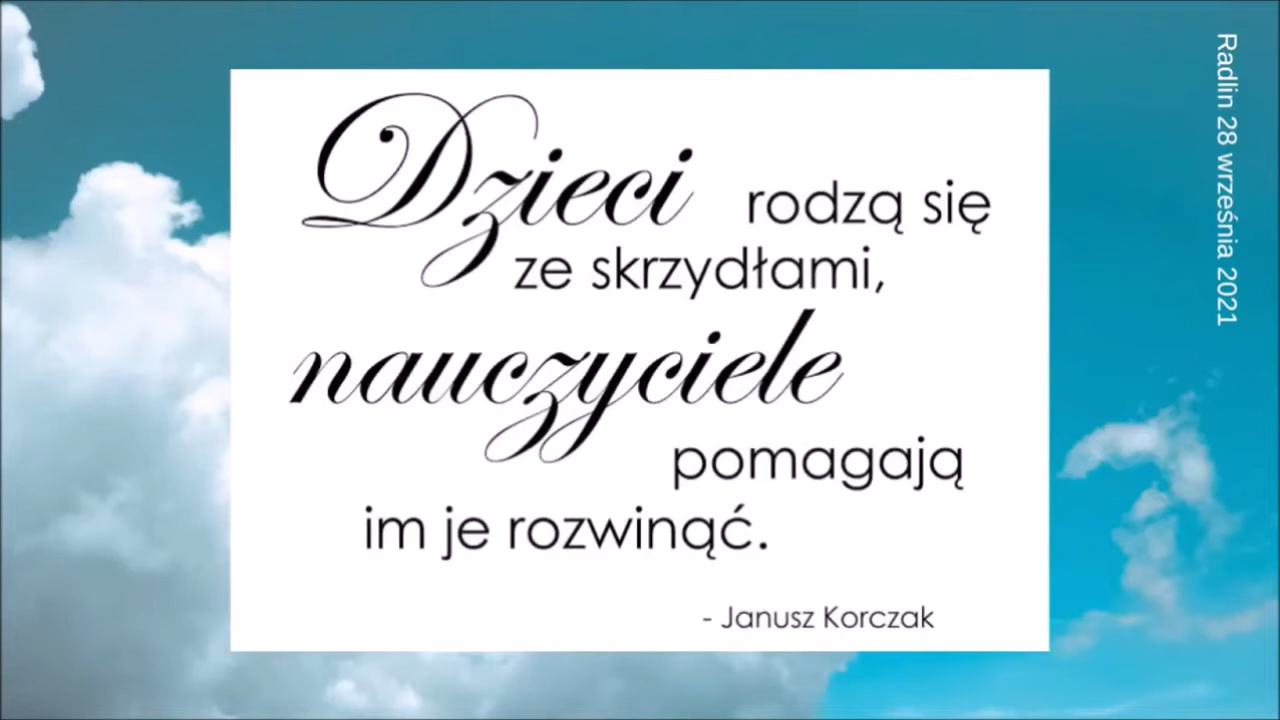 Dzieci rodzą się
ze skrzydłami,
nauczyciele
pomagają
im je rozwinąć.
- Janusz Korczak
Radlin 28 września 2021